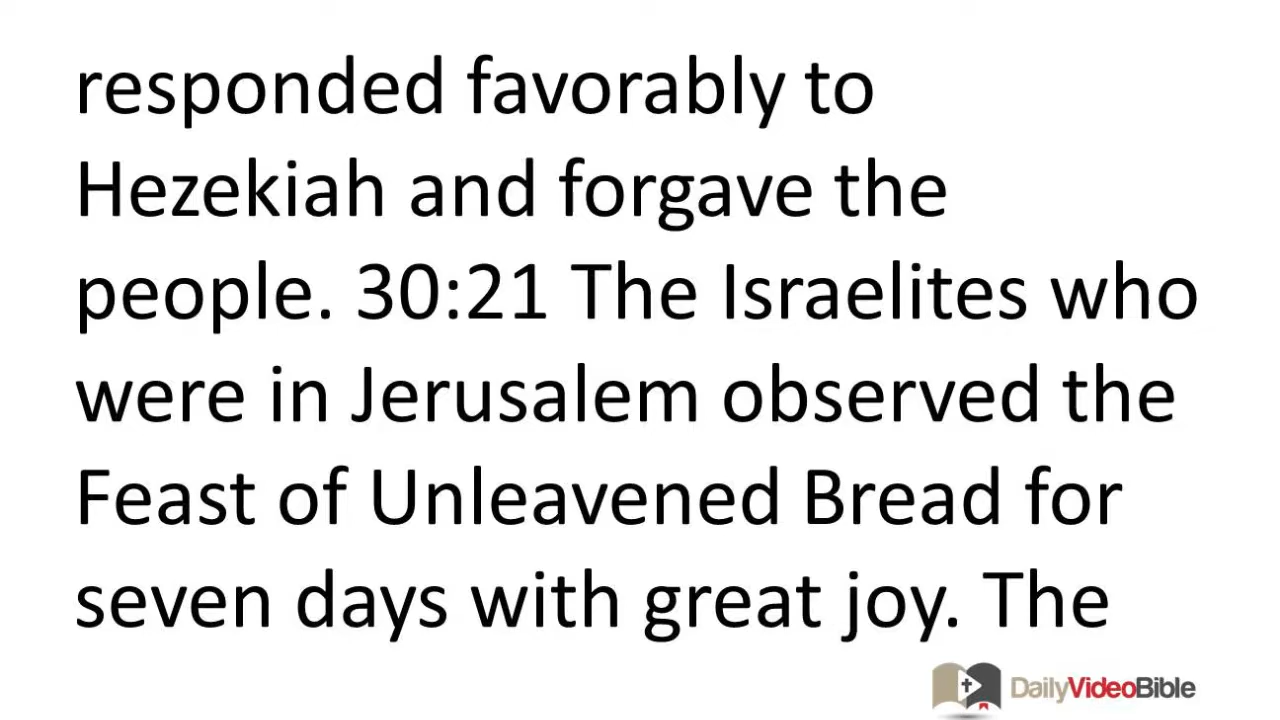 responded favorably to
Hezekiah and forgave the
people. 30:21 The Israelites who
were in Jerusalem observed the
Feast of Unleavened Bread for
seven days with great joy. The
DailyVideoBible